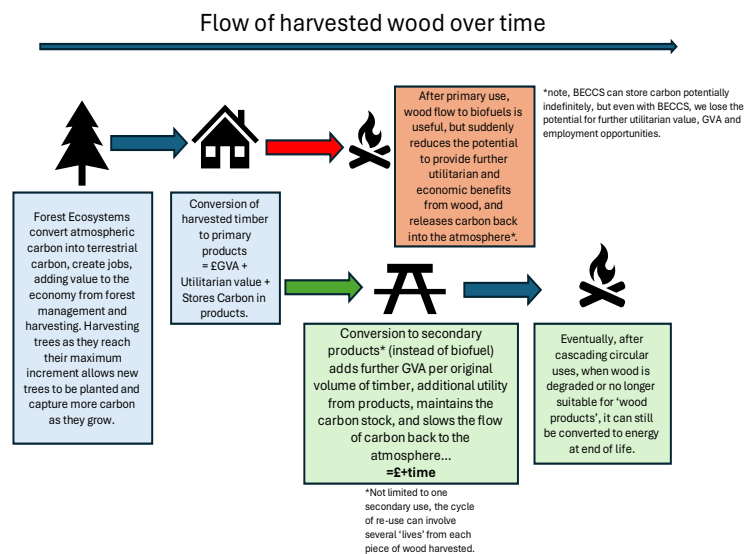 Flow of harvested wood over time
After primary use,
wood flow to biofuels is
useful, but suddenly
reduces the potential
to provide further
utilitarian and
economic benefits
from wood, and
releases carbon back
into the atmosphere*.
*note, BECCS can store carbon potentially
indefinitely, but even with BECCS, we lose the
potential for further utilitarian value, GVA and
employment opportunities.
Forest Ecosystems
convert atmospheric
carbon into terrestrial
carbon, create jobs,
adding value to the
economy from forest
management and
harvesting. Harvesting
trees as they reach
their maximum
increment allows new
trees to be planted and
capture more carbon
as they grow.
Conversion of
harvested timber
to primary
products
= £GVA +
Utilitarian value +
Stores Carbon in
products.
Conversion to secondary
products* (instead of biofuel)
adds further GVA per original
volume of timber, additional utility
from products, maintains the
carbon stock, and slows the flow
of carbon back to the
atmosphere...
=£+time
Eventually, after
cascading circular
uses, when wood is
degraded or no longer
suitable for ‘wood
products’, it can still
be converted to energy
at end of life.
*Not limited to one
secondary use, the cycle
of re-use can involve
several ‘lives’ from each
piece of wood harvested.